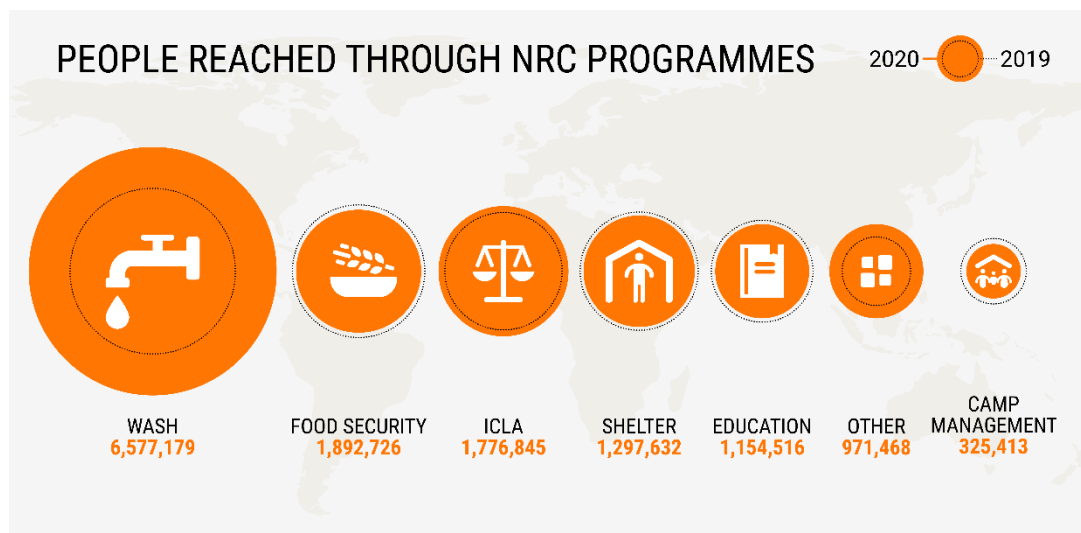 PEOPLE REACHED THROUGH NRC PROGRAMMES
2020
2019
WASH
6,577,179
FOOD SECURITY
1,892,726
ICLA
1,776,845
SHELTER
1,297,632
EDUCATION
1,154,516
OTHER
971,468
CAMP
MANAGEMENT
325,413